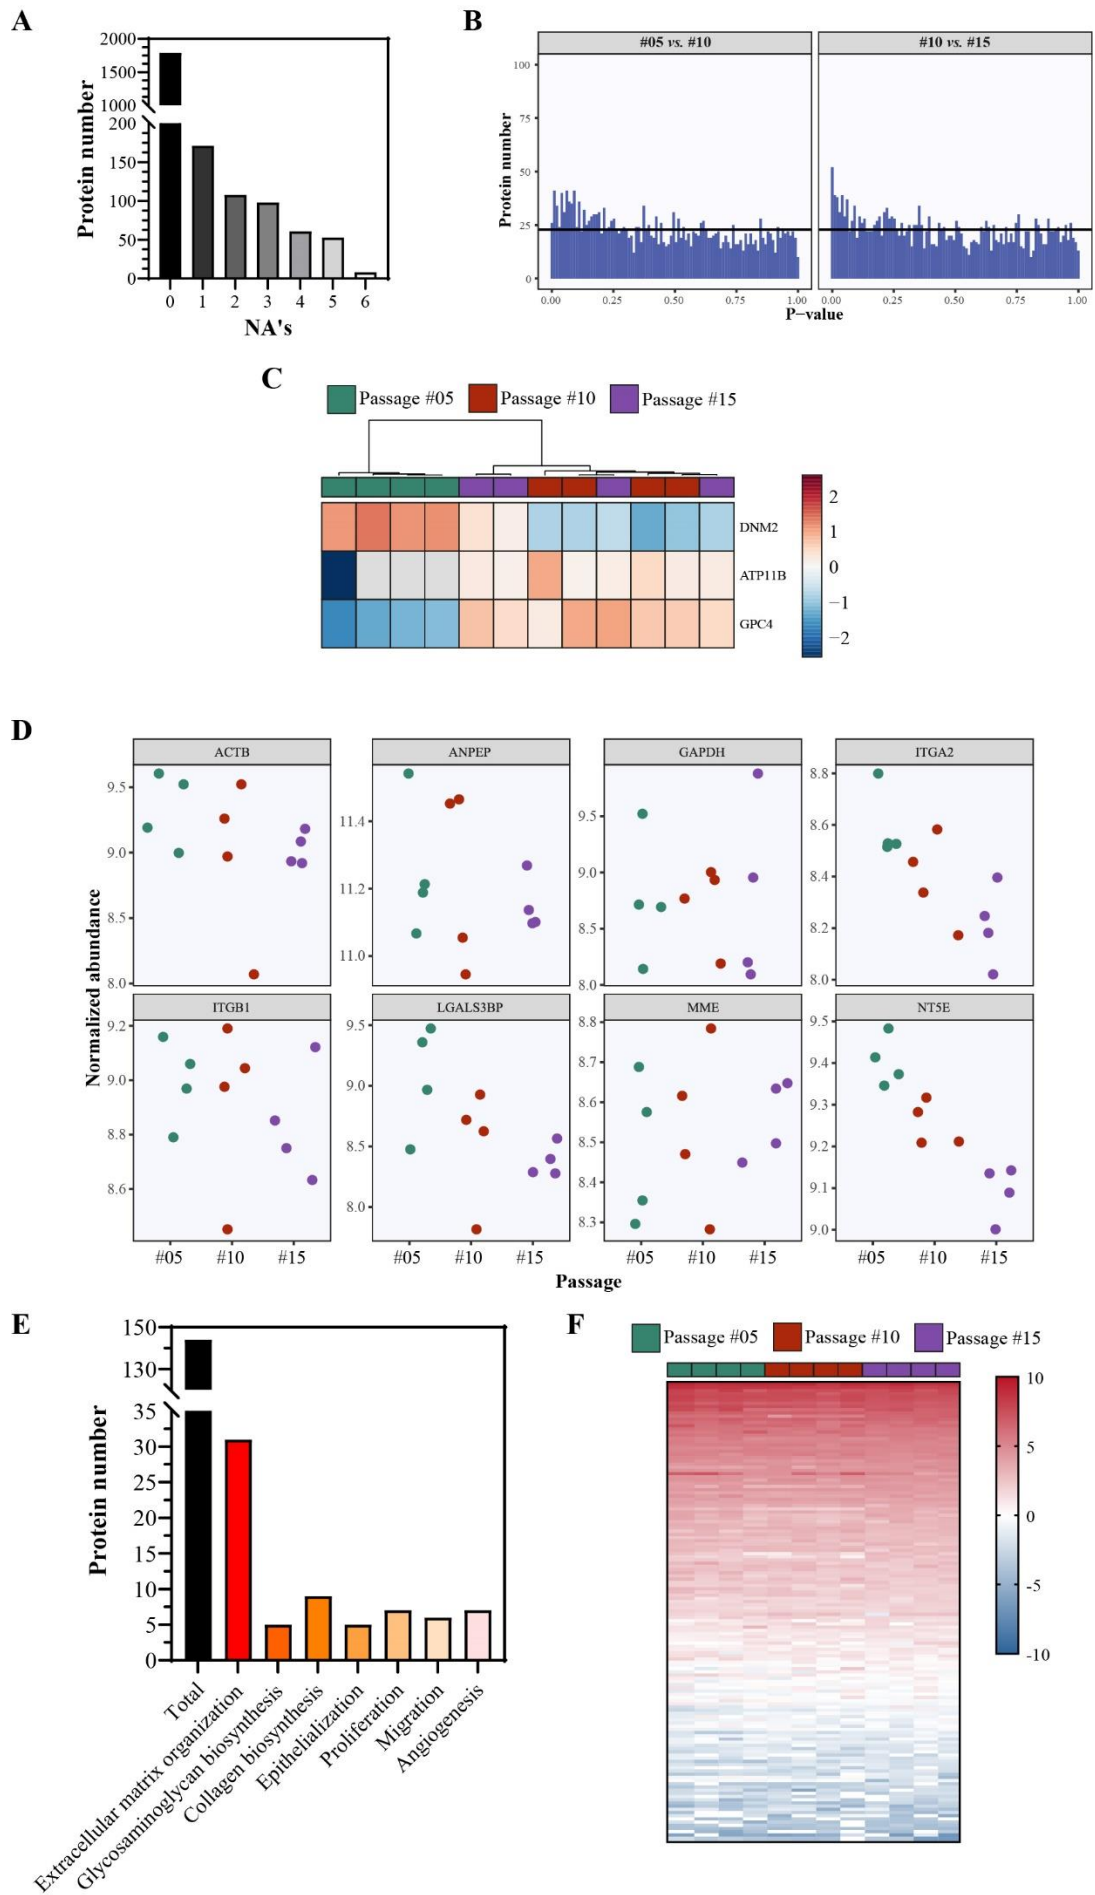 A
Protein number
2000
1500
1000
200
150
100
50
0
0 1 2 3 4 5 6
NA's
B
#05 vs. #10
#10 vs. #15
Protein number
100
75
50
25
0
0.00 0.25 0.50 0.75 1.00
0.00 0.25 0.50 0.75 1.00
P-value
C
Passage #05
Passage #10
Passage #15
DNM2
ATP11B
GPC4
2
1
0
−1
−2
D
Normalized abundance
ACTB
9.5
9.0
8.5
8.0
ANPEP
11.4
11.2
11.0
GAPDH
9.5
9.0
8.5
8.0
ITGA2
8.8
8.6
8.4
8.2
8.0
ITGB1
9.2
9.0
8.8
8.6
LGALS3BP
9.5
9.0
8.5
8.0
MME
8.8
8.7
8.6
8.5
8.4
8.3
NT5E
9.5
9.4
9.3
9.2
9.1
9.0
#05 #10 #15
#05 #10 #15
#05 #10 #15
#05 #10 #15
Passage
E
Protein number
150
130
35
30
25
20
15
10
5
0
Total
Extracellular matrix organization
Glycosaminoglycan biosynthesis
Collagen biosynthesis
Epithelialization
Proliferation
Migration
Angiogenesis
F
Passage #05
Passage #10
Passage #15
10
5
0
-5
-10